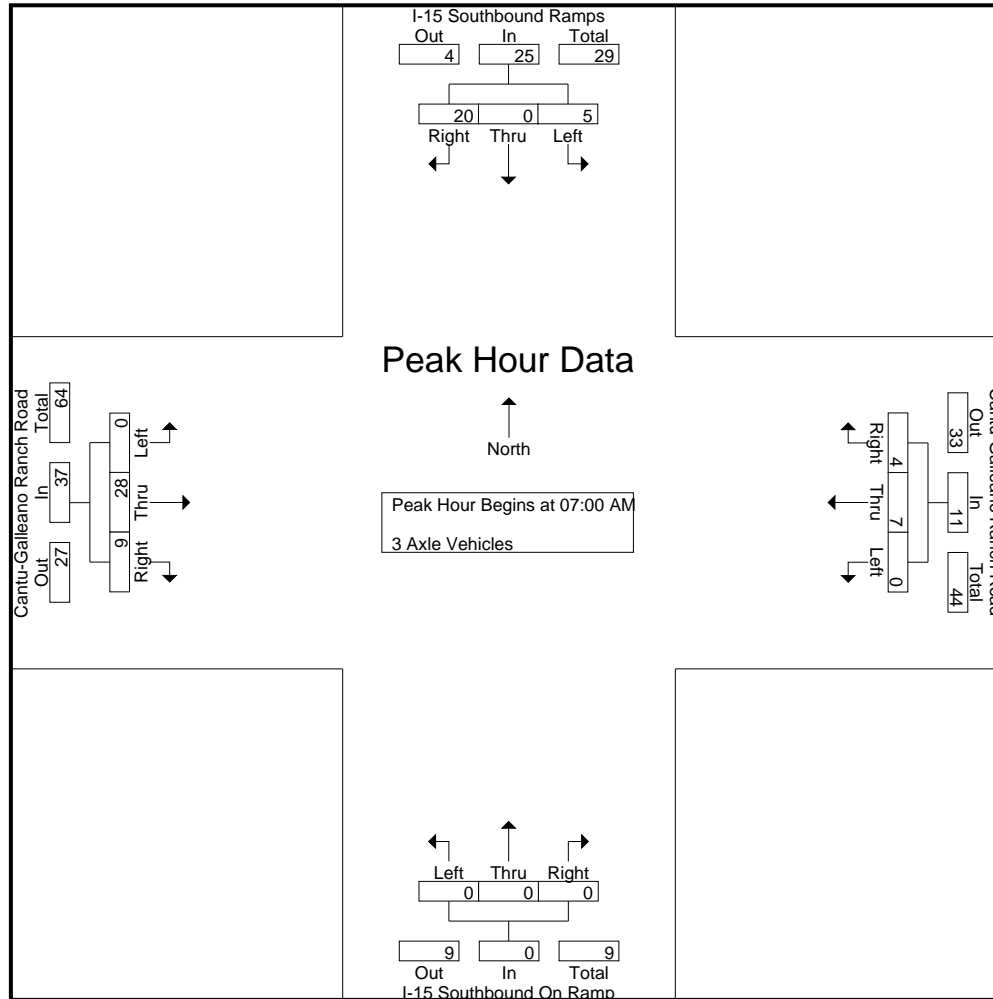 I-15 Southbound Ramps
Out In Total
4 25 29
20 0 5
Right Thru Left
Peak Hour Data
North
Peak Hour Begins at 07:00 AM
3 Axle Vehicles
Cantu-Galleano Ranch Road
Total In Out
64 37 27
0 28 9
Left Thru Right
Out In Total
33 11 44
4 7 0
Right Thru Left
Left Thru Right
0 0 0
9 0 9
Out In Total
I-15 Southbound On Ramp